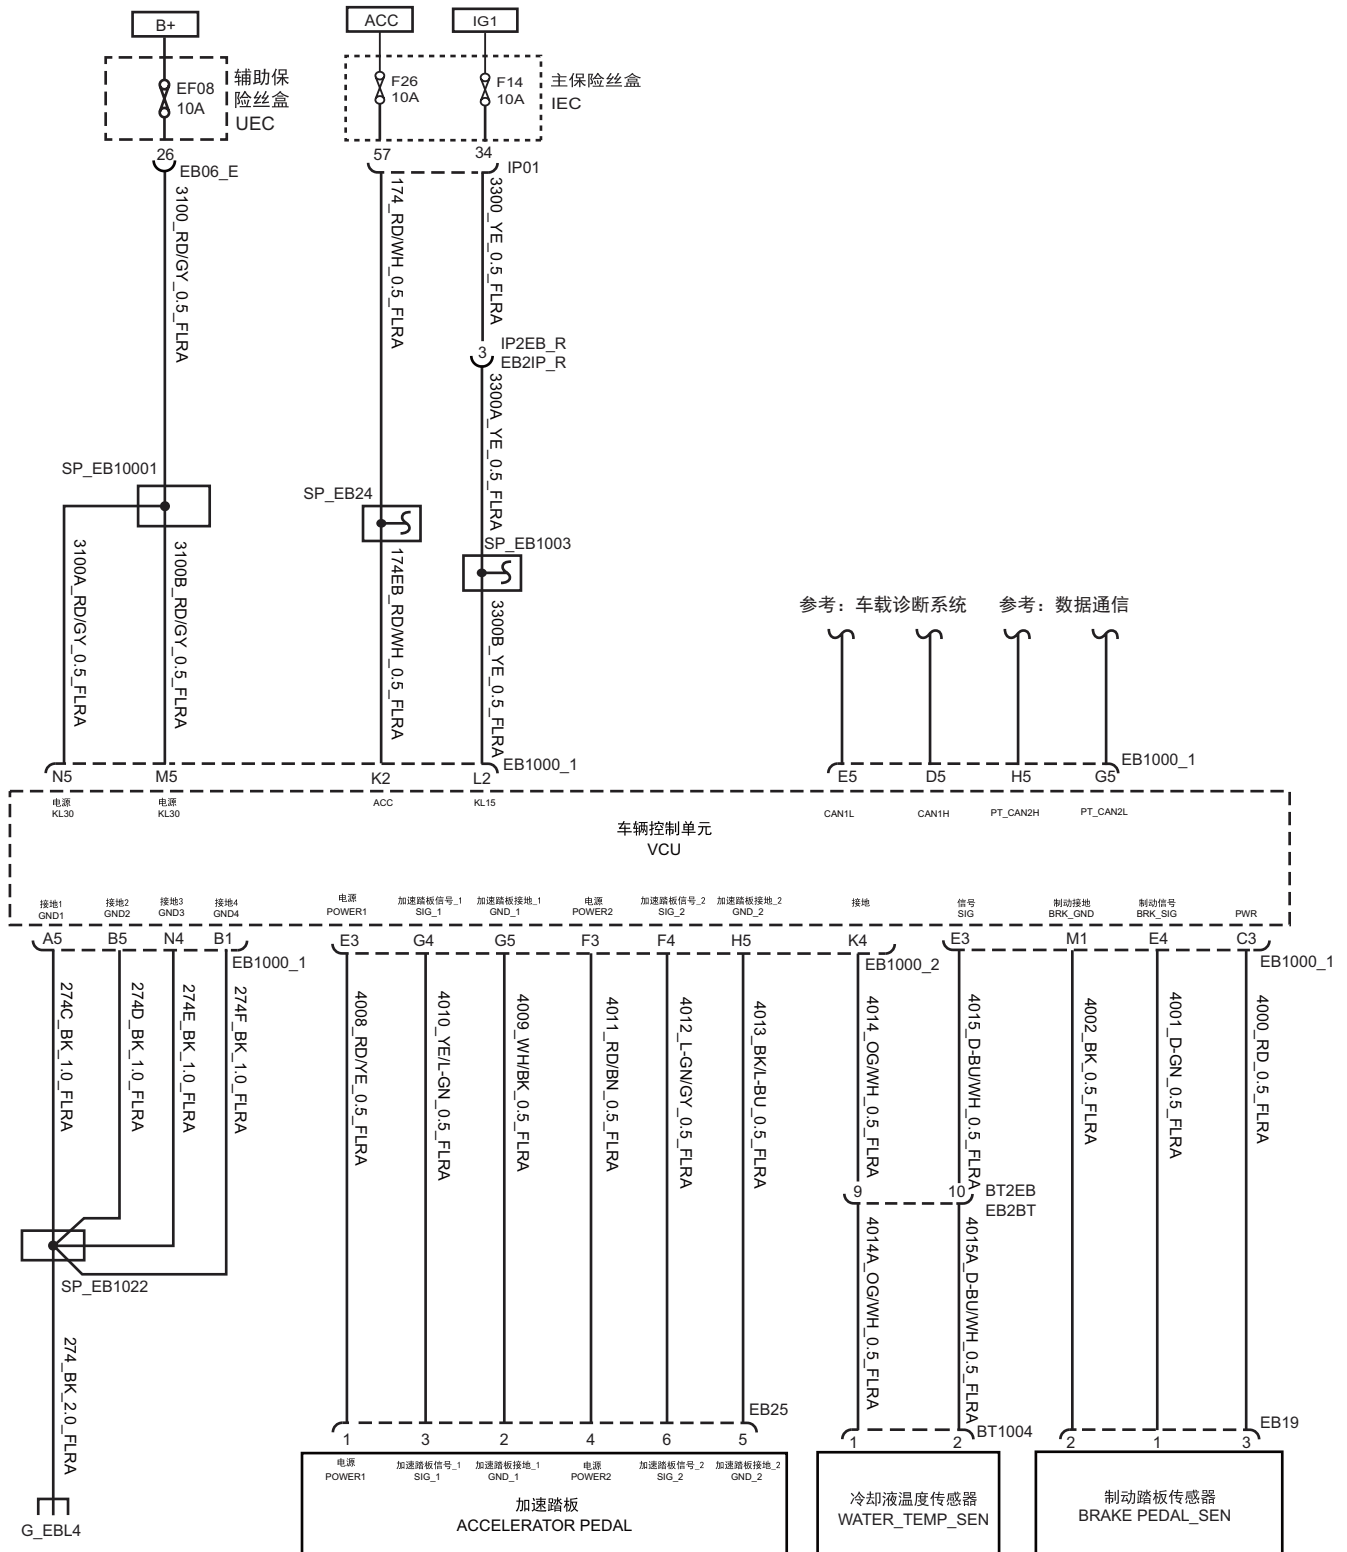 B+
ACC
IG1
EF08
10A
辅助保
险丝盒
UEC
F26
10A
F14
10A
主保险丝盒
IEC
26
EB06_E
57
34
IP01
3100_RD/GY_0.5_FLRA
174_RD/WH_0.5_FLRA
3300_YE_0.5_FLRA
3
IP2EB_R
EB2IP_R
3300A_YE_0.5_FLRA
SP_EB10001
SP_EB24
SP_EB1003
3100A_RD/GY_0.5_FLRA
3100B_RD/GY_0.5_FLRA
174EB_RD/WH_0.5_FLRA
3300B_YE_0.5_FLRA
参考：车载诊断系统
参考：数据通信
N5
M5
K2
L2
EB1000_1
E5
D5
H5
G5
EB1000_1
电源
KL30
电源
KL30
ACC
KL15
CAN1L
CAN1H
PT_CAN2H
PT_CAN2L
车辆控制单元
VCU
接地1
GND1
接地2
GND2
接地3
GND3
接地4
GND4
电源
POWER1
加速踏板信号_1
SIG_1
加速踏板接地_1
GND_1
电源
POWER2
加速踏板信号_2
SIG_2
加速踏板接地_2
GND_2
接地
信号
SIG
制动接地
BRK_GND
制动信号
BRK_SIG
PWR
A5
B5
N4
B1
EB1000_1
E3
G4
G5
F3
F4
H5
K4
EB1000_2
E3
M1
E4
C3
EB1000_1
274C_BK_1.0_FLRA
274D_BK_1.0_FLRA
274E_BK_1.0_FLRA
274F_BK_1.0_FLRA
4008_RD/YE_0.5_FLRA
4010_YE/L-GN_0.5_FLRA
4009_WH/BK_0.5_FLRA
4011_RD/BN_0.5_FLRA
4012_L-GN/GY_0.5_FLRA
4013_BK/L-BU_0.5_FLRA
4014_OG/WH_0.5_FLRA
4015_D-BU/WH_0.5_FLRA
4002_BK_0.5_FLRA
4001_D-GN_0.5_FLRA
4000_RD_0.5_FLRA
9
10
BT2EB
EB2BT
SP_EB1022
4014A_OG/WH_0.5_FLRA
4015A_D-BU/WH_0.5_FLRA
274_BK_2.0_FLRA
G_EBL4
EB25
1
3
2
4
6
5
BT1004
1
2
EB19
2
1
3
电源
POWER1
加速踏板信号_1
SIG_1
加速踏板接地_1
GND_1
电源
POWER2
加速踏板信号_2
SIG_2
加速踏板接地_2
GND_2
加速踏板
ACCELERATOR PEDAL
冷却液温度传感器
WATER_TEMP_SEN
制动踏板传感器
BRAKE PEDAL_SEN